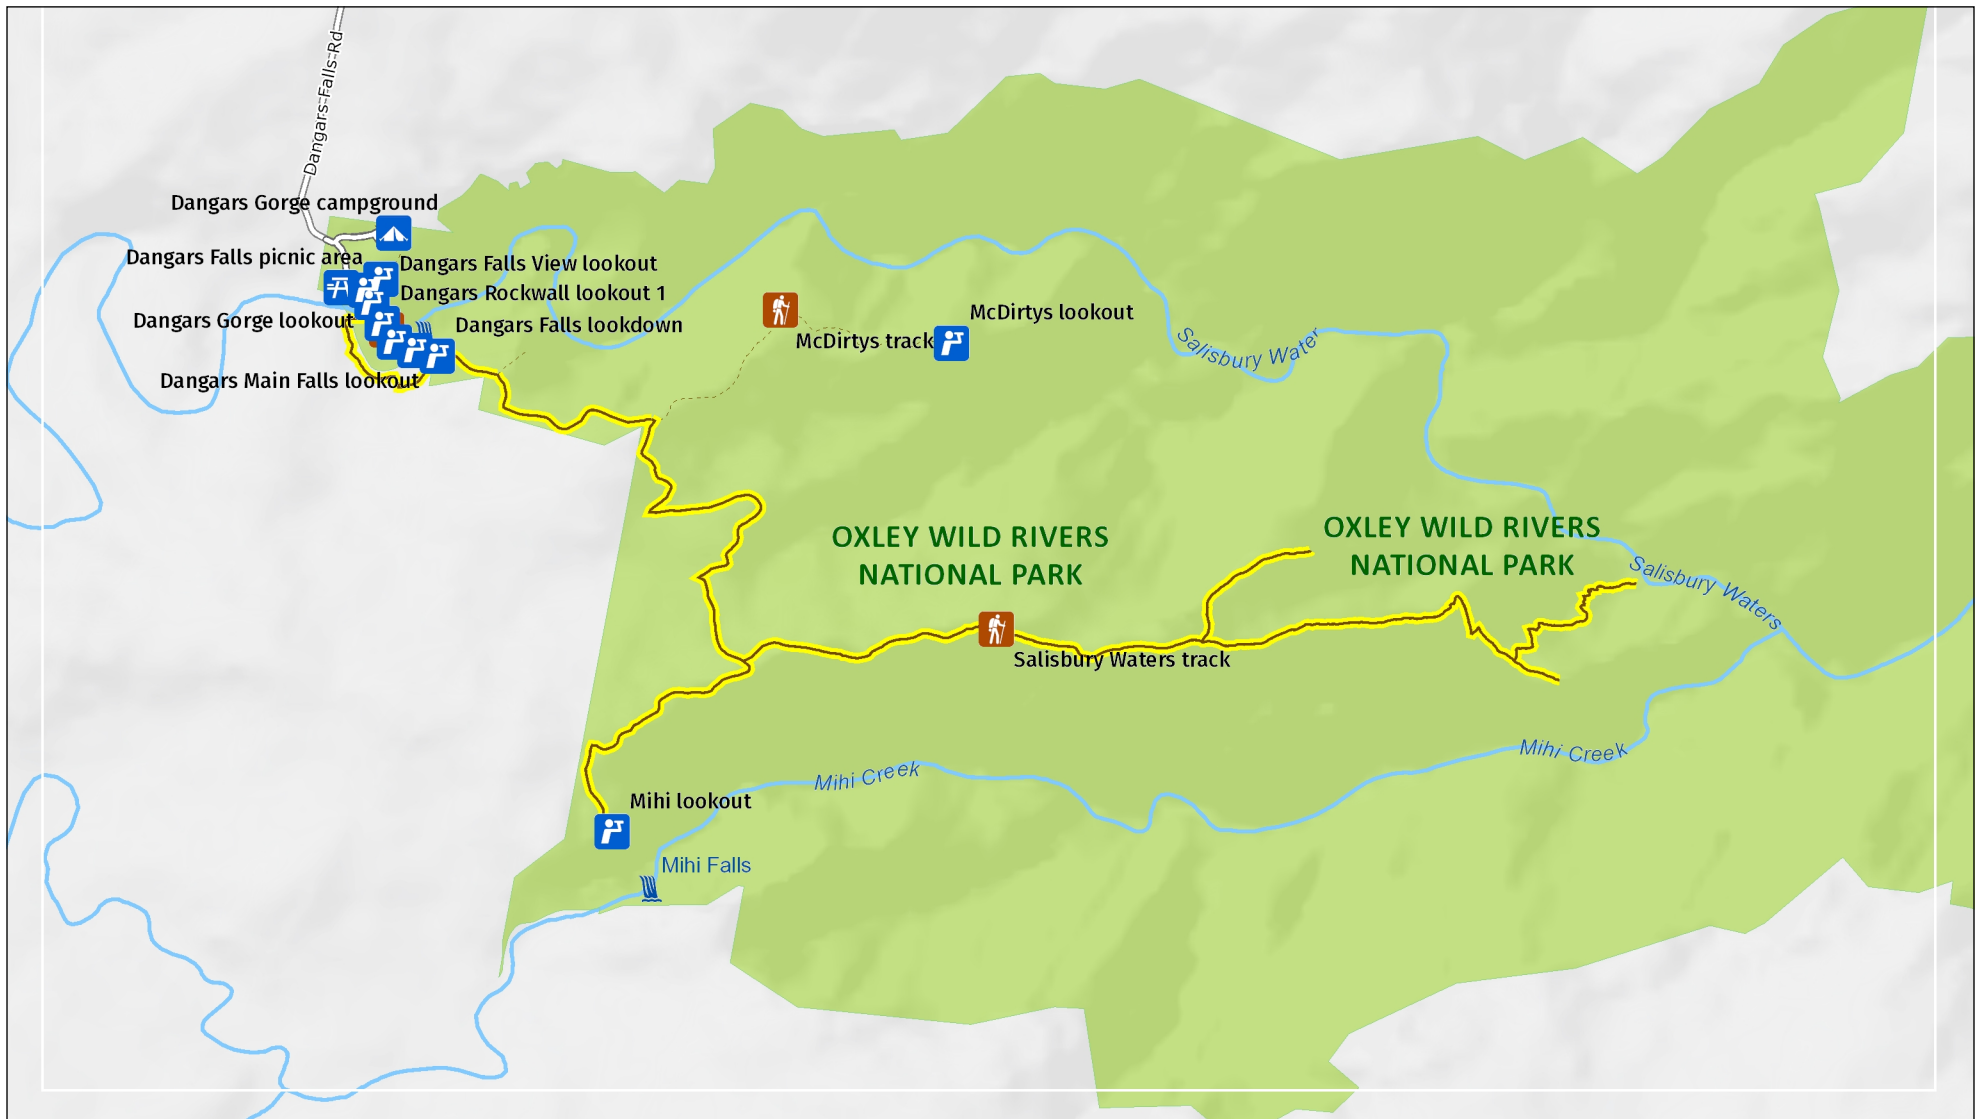 Dangars-Falls-Rd
Dangars Gorge campground
Dangars Falls picnic area
Dangars Falls View lookout
Dangars Rockwall lookout 1
Dangars Gorge lookout
Dangars Falls lookdown
Dangars Main Falls lookout
McDirtys lookout
McDirtys track
Salisbury Water
OXLEY WILD RIVERS
NATIONAL PARK
OXLEY WILD RIVERS
NATIONAL PARK
Salisbury Waters
Salisbury Waters track
Mihi Creek
Mihi Creek
Mihi lookout
Mihi Falls